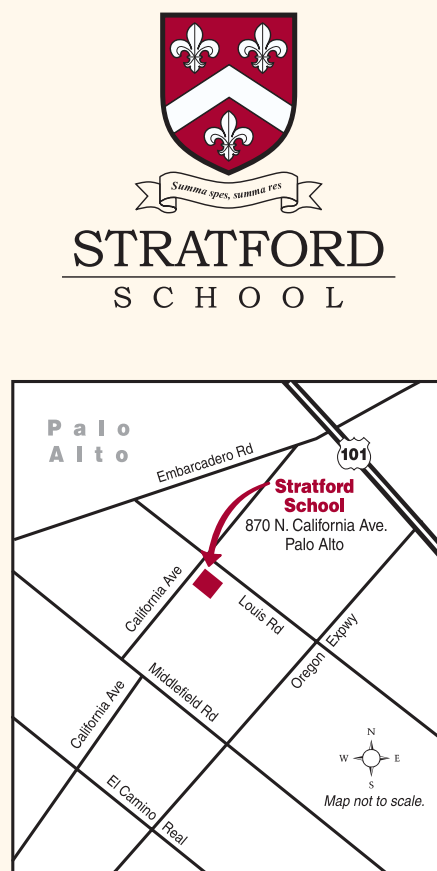 Summa spes, summa res
STRATFORD
SCHOOL
Palo
Alto
Embarcadero Rd
101
Stratford
School
870 N. California Ave.
Palo Alto
California Ave
Louis Rd
Oregon Expwy
Middlefield Rd
California Ave
El Camino Real
N
W E
S
Map not to scale.